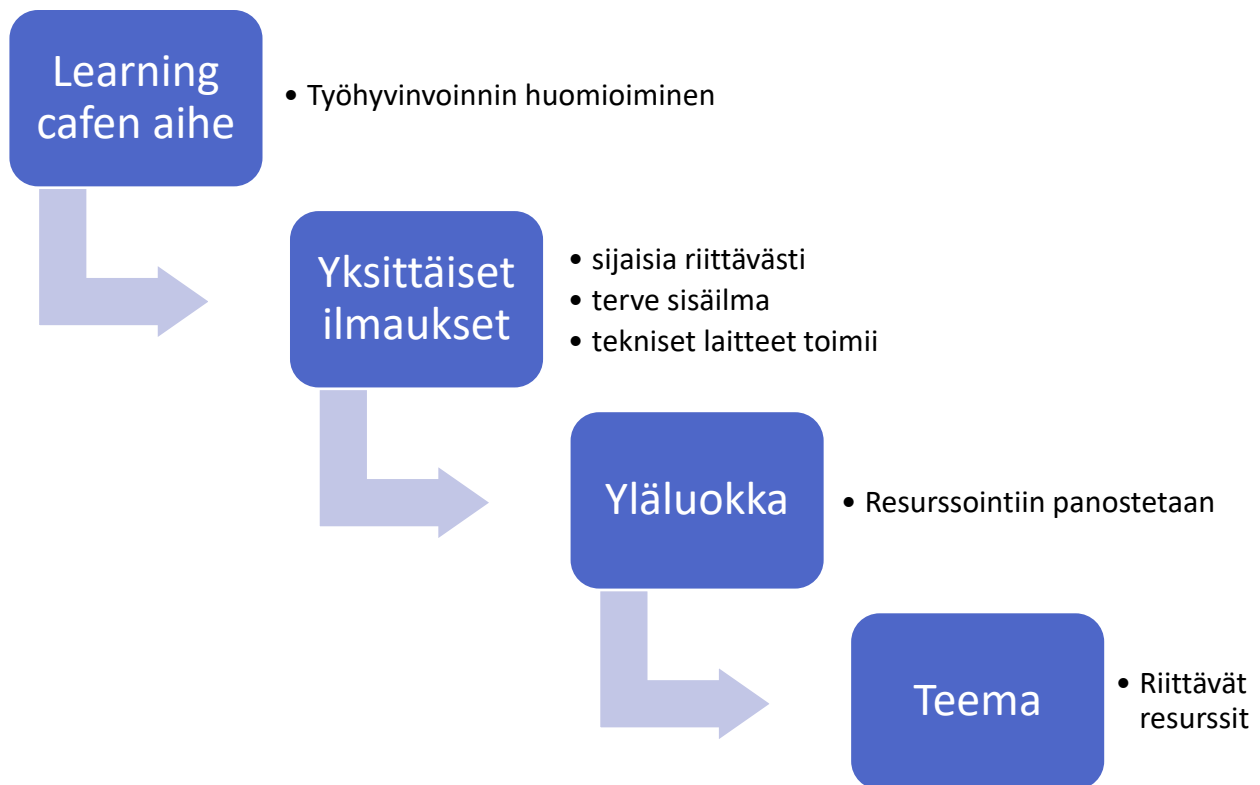 Learning
cafen aihe
• Työhyvinvoinnin huomioiminen
Yksittäiset
ilmaukset
• sijaisia riittävästi
• terve sisäilma
• tekniset laitteet toimii
Yläluokka
• Resurssointiin panostetaan
Teema
• Riittävät
resurssit